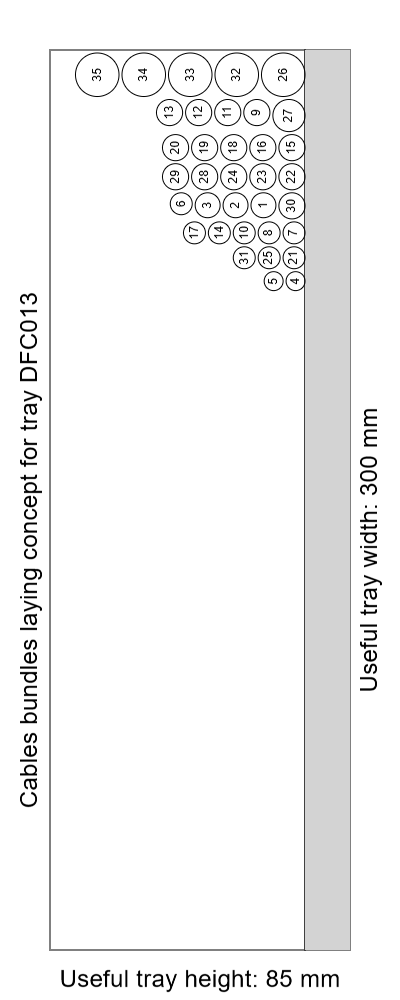 35 34 33 32 26
13 12 11 9 27
20 19 18 16 15
29 28 24 23 22
6 3 2 1 30
17 14 10 8 7
31 25 21
5 4
Cables bundles laying concept for tray DFC013
Useful tray width: 300 mm
Useful tray height: 85 mm